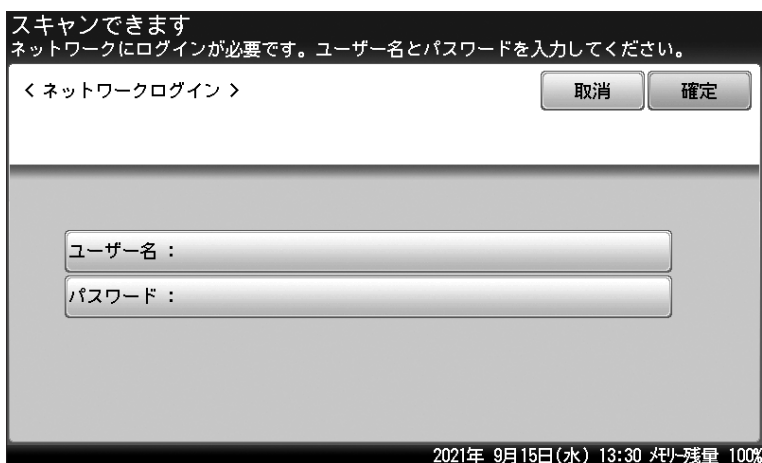 スキャンできます
ネットワークにログインが必要です。ユーザー名とパスワードを入力してください。
< ネットワークログイン >
取消
確定
ユーザー名 :
パスワード :
2021年 9月15日(水) 13:30 ﾒﾓﾘｰ残量 100%